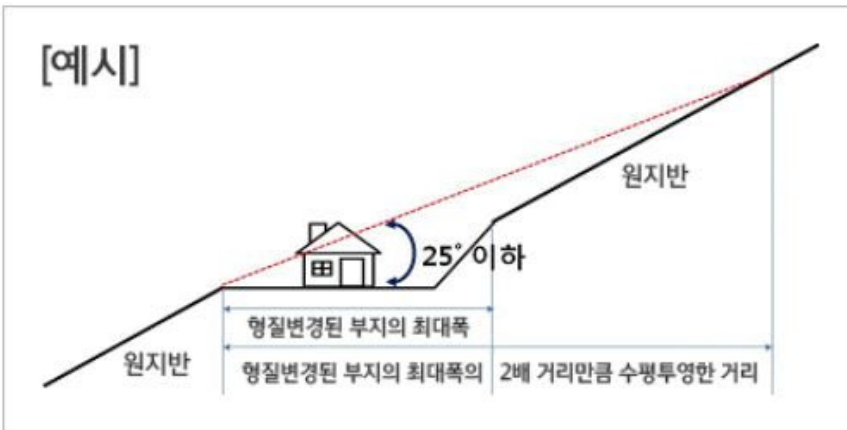 [예시]
원지반
25° 이하
형질변경된 부지의 최대폭
원지반
형질변경된 부지의 최대폭의 2배 거리만큼 수평투영한 거리